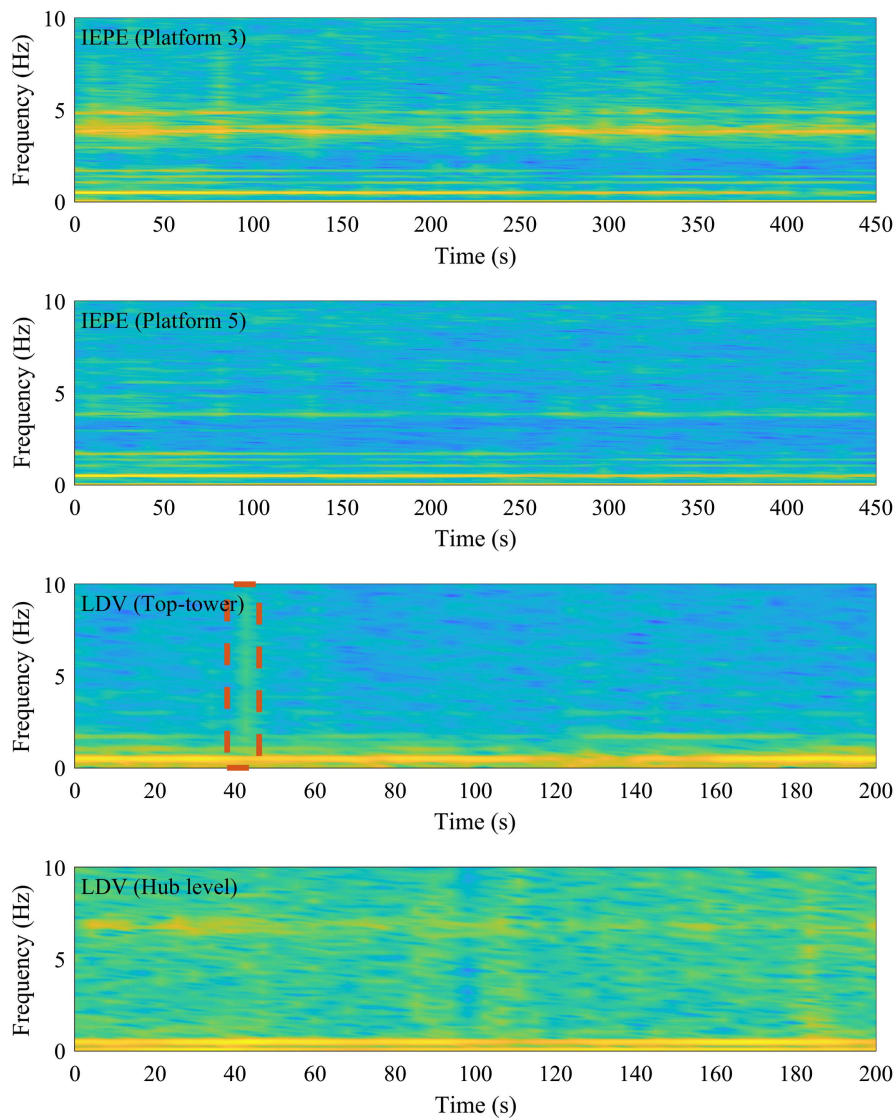 10
IEPE (Platform 3)
5
0
Frequency (Hz)
0 50 100 150 200 250 300 350 400 450
Time (s)
10
IEPE (Platform 5)
5
0
Frequency (Hz)
0 50 100 150 200 250 300 350 400 450
Time (s)
10
LDV (Top-tower)
5
0
Frequency (Hz)
0 20 40 60 80 100 120 140 160 180 200
Time (s)
10
LDV (Hub level)
5
0
Frequency (Hz)
0 20 40 60 80 100 120 140 160 180 200
Time (s)